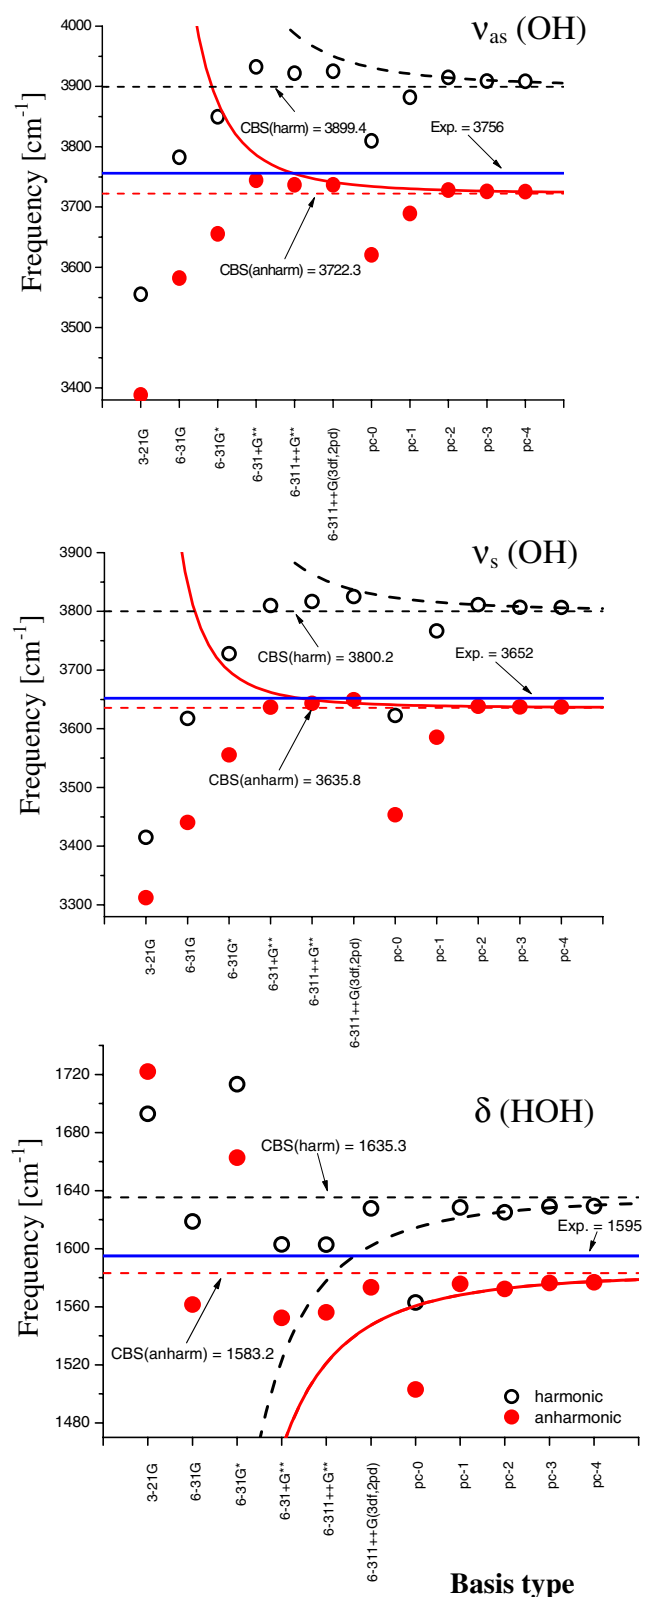 ν_as (OH)
4000
3900
3800
3700
3600
3500
3400
Frequency [cm⁻¹]
CBS(harm) = 3899.4
Exp. = 3756
CBS(anharm) = 3722.3
3-21G
6-31G
6-31G*
6-31+G**
6-311++G**
6-311++G(3df,2pd)
pc-0
pc-1
pc-2
pc-3
pc-4
ν_s (OH)
3900
3800
3700
3600
3500
3400
3300
Frequency [cm⁻¹]
CBS(harm) = 3800.2
Exp. = 3652
CBS(anharm) = 3635.8
3-21G
6-31G
6-31G*
6-31+G**
6-311++G**
6-311++G(3df,2pd)
pc-0
pc-1
pc-2
pc-3
pc-4
δ (HOH)
1720
1680
1640
1600
1560
1520
1480
Frequency [cm⁻¹]
CBS(harm) = 1635.3
Exp. = 1595
CBS(anharm) = 1583.2
harmonic
anharmonic
3-21G
6-31G
6-31G*
6-31+G**
6-311++G**
6-311++G(3df,2pd)
pc-0
pc-1
pc-2
pc-3
pc-4
Basis type